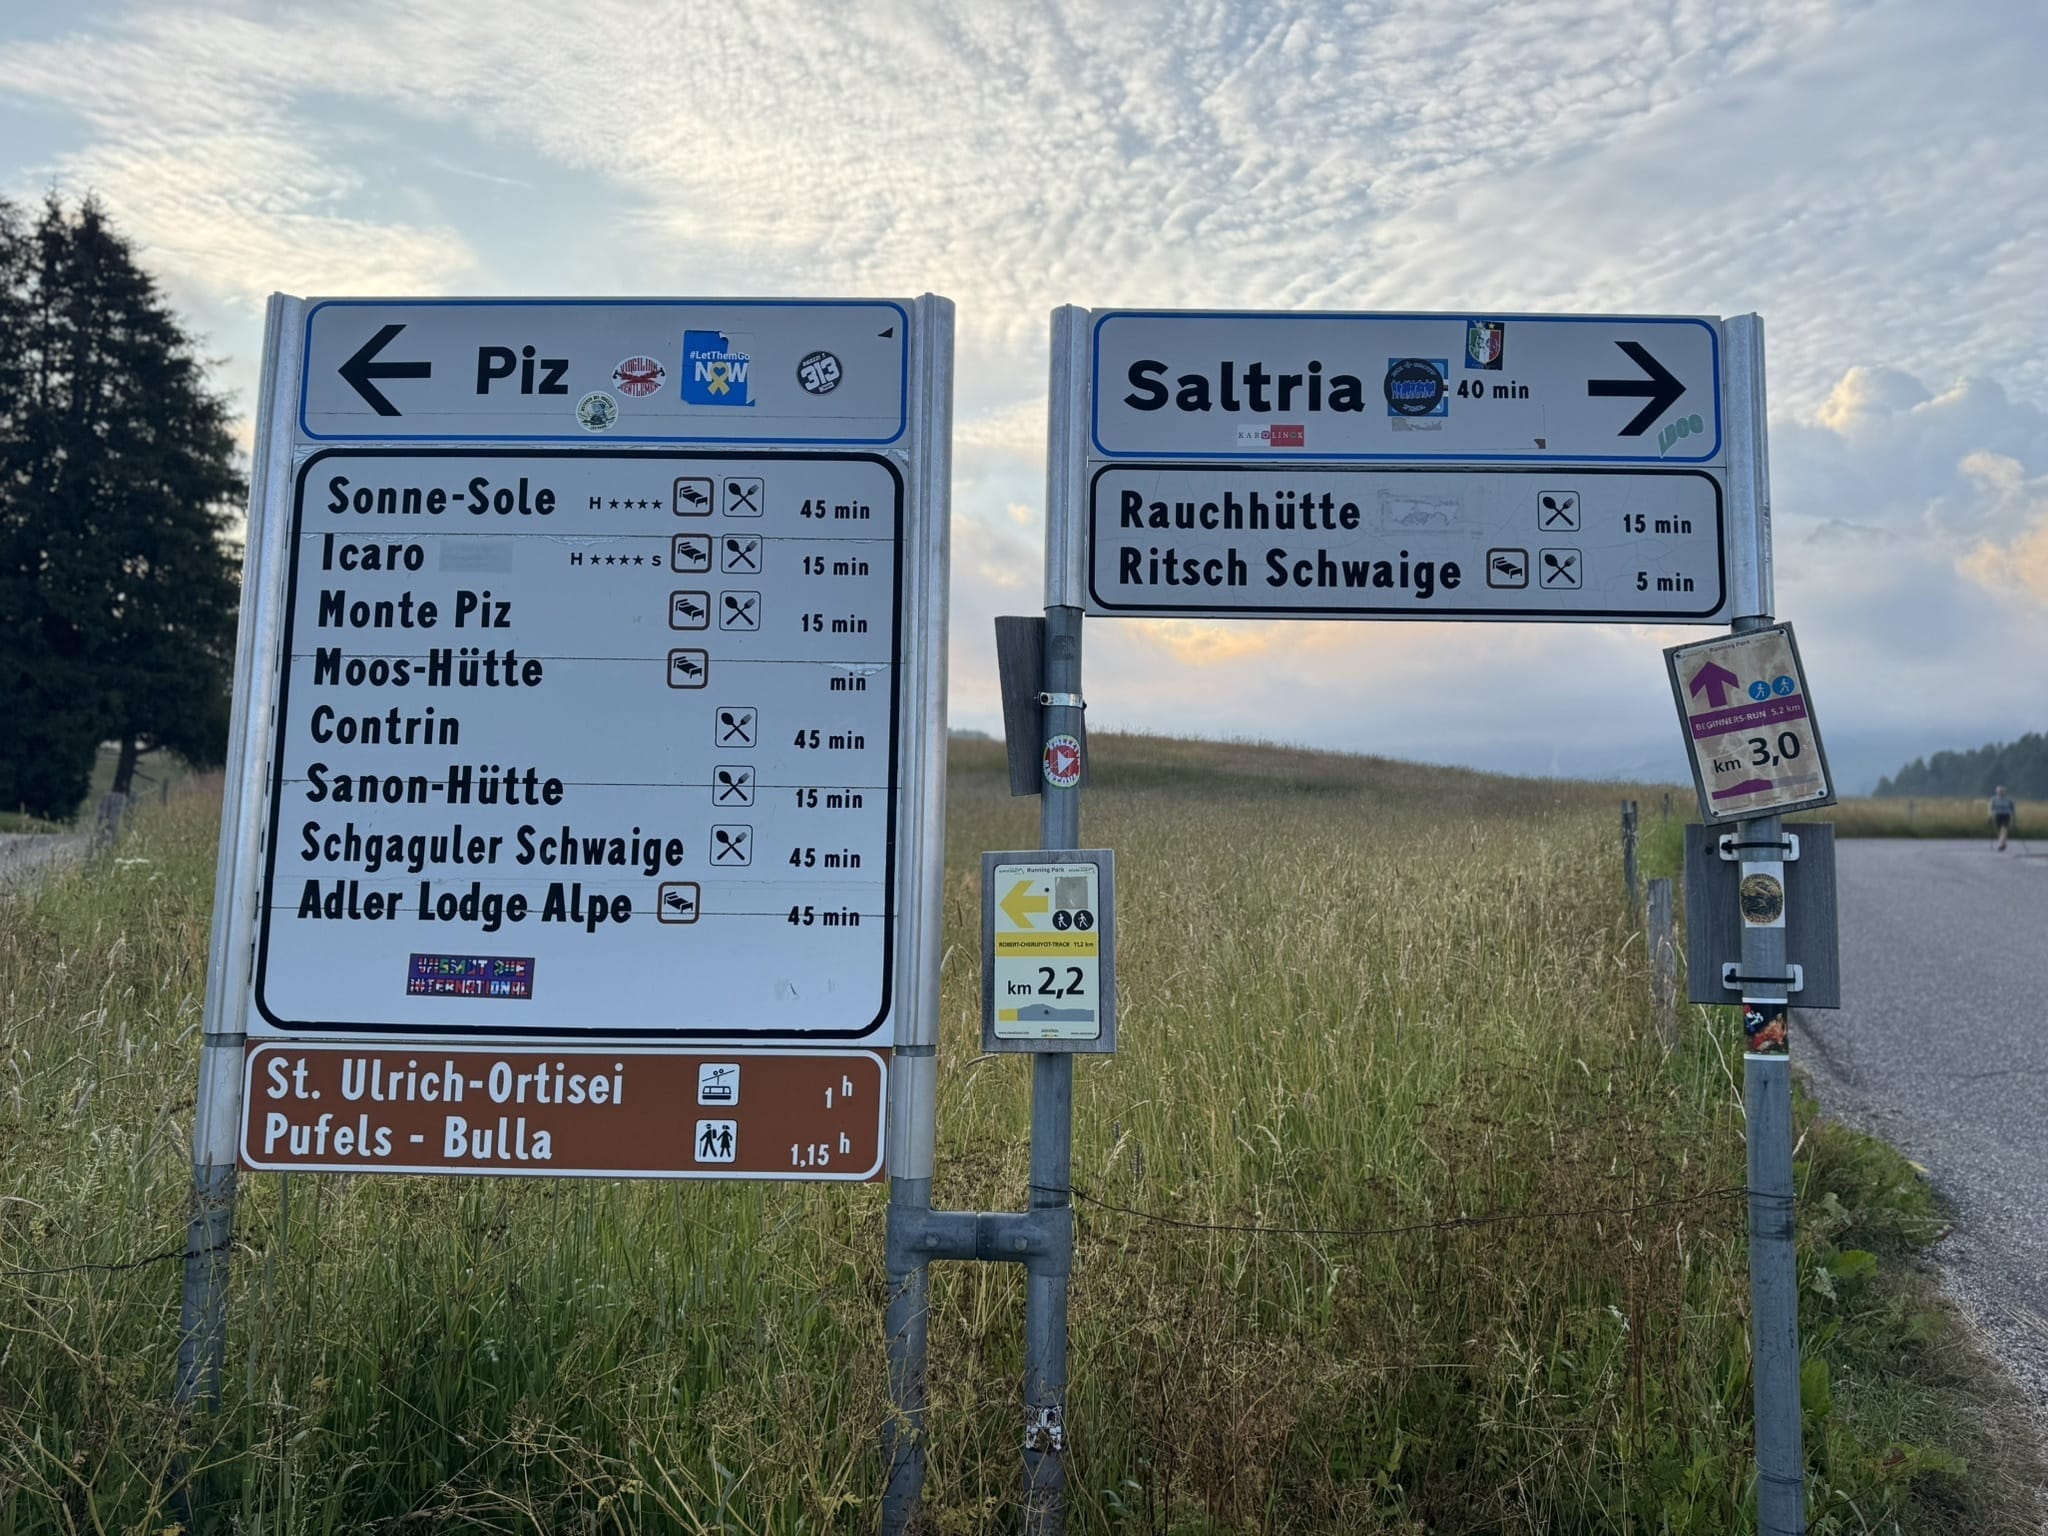 Piz
#LetThemGo
NOW
313
Sonne-Sole H ★★★★ 45 min
Icaro H ★★★★ S 15 min
Monte Piz 15 min
Moos-Hütte min
Contrin 45 min
Sanon-Hütte 15 min
Schgaguler Schwaige 45 min
Adler Lodge Alpe 45 min
INTERNATIONAL
St. Ulrich-Ortisei 1 h
Pufels - Bulla 1,15 h
Saltria 40 min
KAROLINOX
Rauchhütte 15 min
Ritsch Schwaige 5 min
Running Park
ROBERT-CHERUIYOT-TRACK 11,2 km
km 2,2
Running Park
BEGINNERS-RUN 5,2 km
km 3,0